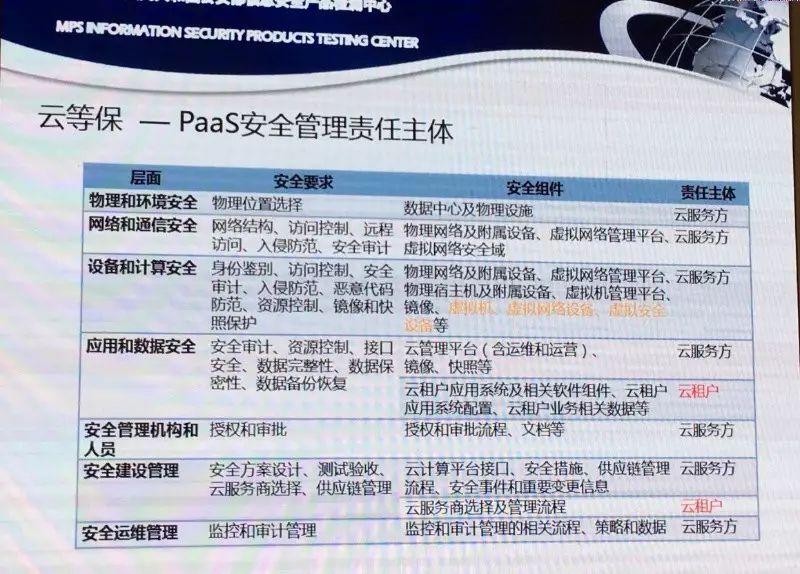 MPS INFORMATION SECURITY PRODUCTS TESTING CENTER
云等保 — PaaS安全管理责任主体
层面 安全要求 安全组件 责任主体
物理和环境安全 物理位置选择 数据中心及物理设施 云服务方
网络和通信安全 网络结构、访问控制、远程 物理网络及附属设备、虚拟网络管理平台、 云服务方
访问、入侵防范、安全审计 虚拟网络安全域
设备和计算安全 身份鉴别、访问控制、安全 物理网络及附属设备、虚拟网络管理平台、 云服务方
审计、入侵防范、恶意代码 物理宿主机及附属设备、虚拟机管理平台、
防范、资源控制、镜像和快 镜像、虚拟机、虚拟网络设备、虚拟安全
照保护 设备等
应用和数据安全 安全审计、资源控制、接口 云管理平台（含运维和运营）、 云服务方
安全、数据完整性、数据保 镜像、快照等
密性、数据备份恢复 云租户应用系统及相关软件组件、云租户 云租户
应用系统配置、云租户业务相关数据等
安全管理机构和 授权和审批 授权和审批流程、文档等 云服务方
人员
安全建设管理 安全方案设计、测试验收、 云计算平台接口、安全措施、供应链管理 云服务方
云服务商选择、供应链管理 流程、安全事件和重要变更信息
云服务商选择及管理流程 云租户
安全运维管理 监控和审计管理 监控和审计管理的相关流程、策略和数据 云服务方